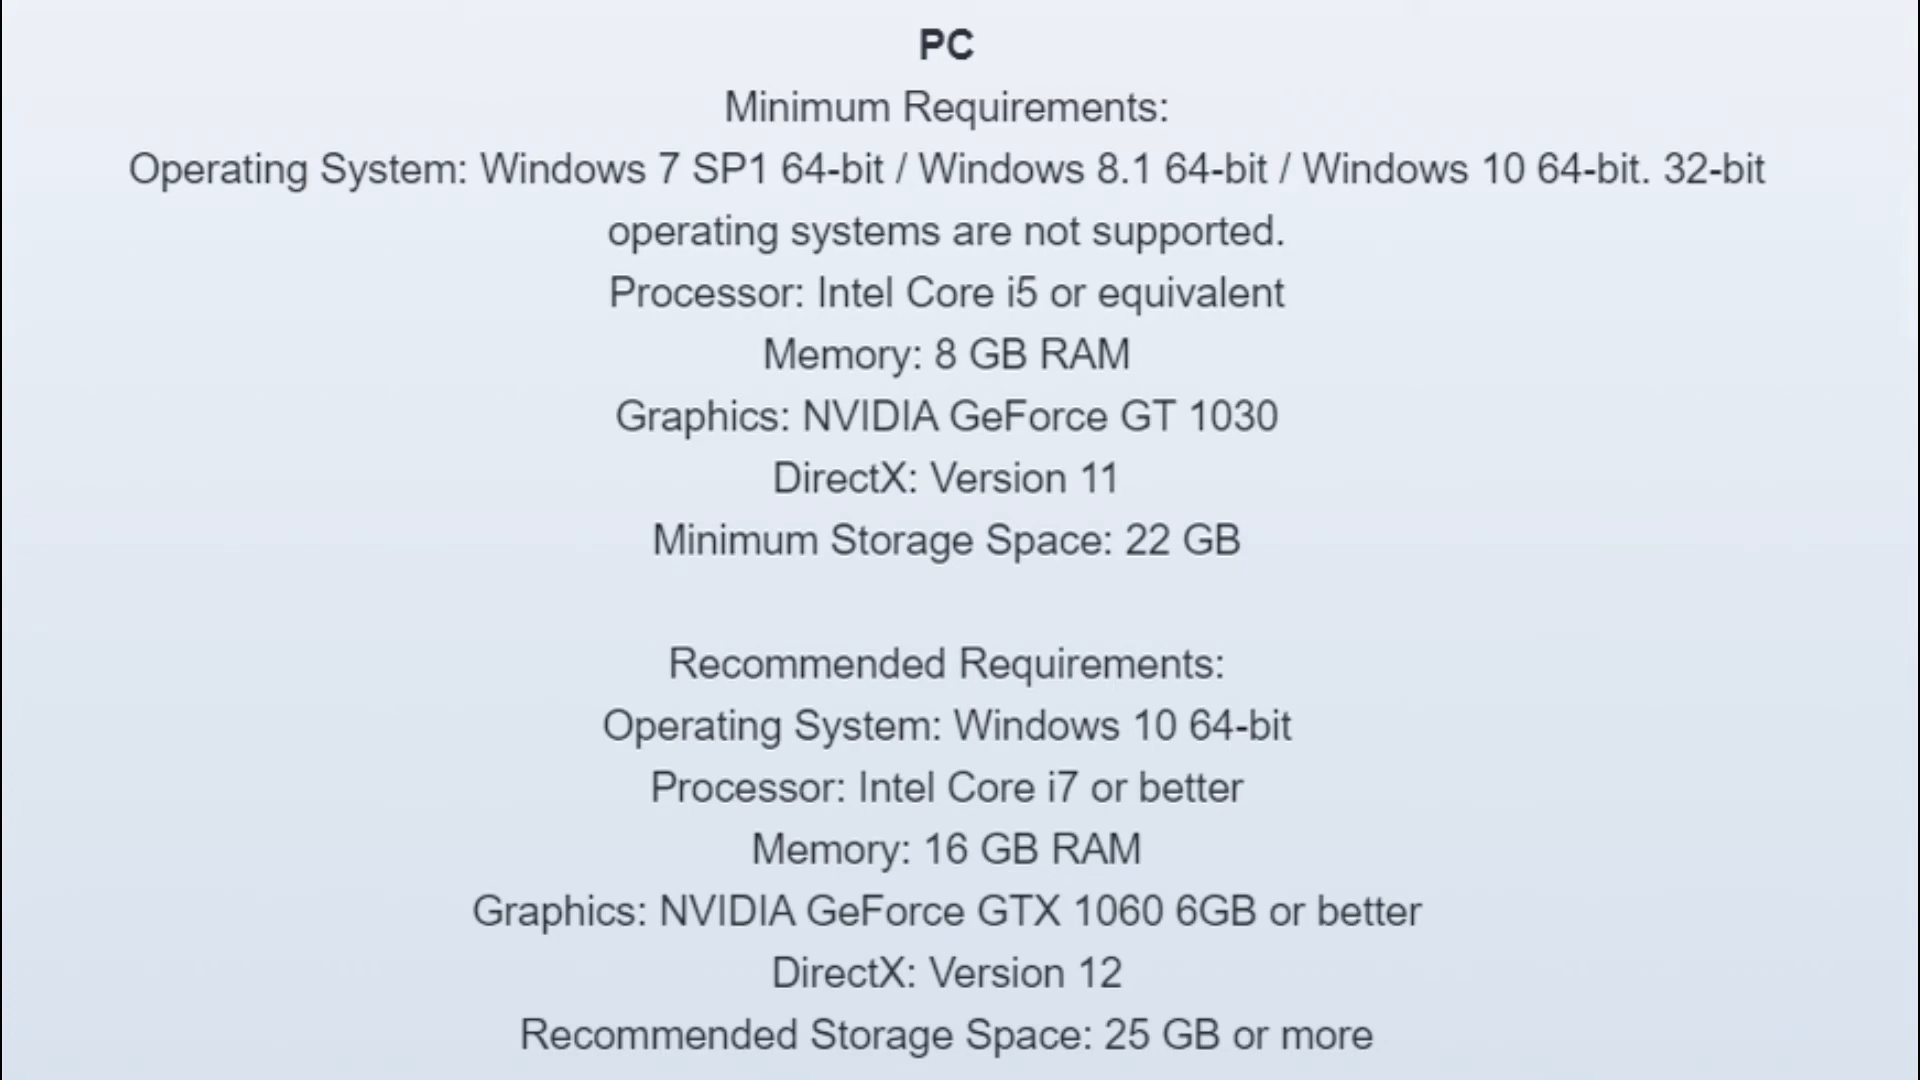 PC
Minimum Requirements:
Operating System: Windows 7 SP1 64-bit / Windows 8.1 64-bit / Windows 10 64-bit. 32-bit
operating systems are not supported.
Processor: Intel Core i5 or equivalent
Memory: 8 GB RAM
Graphics: NVIDIA GeForce GT 1030
DirectX: Version 11
Minimum Storage Space: 22 GB
Recommended Requirements:
Operating System: Windows 10 64-bit
Processor: Intel Core i7 or better
Memory: 16 GB RAM
Graphics: NVIDIA GeForce GTX 1060 6GB or better
DirectX: Version 12
Recommended Storage Space: 25 GB or more